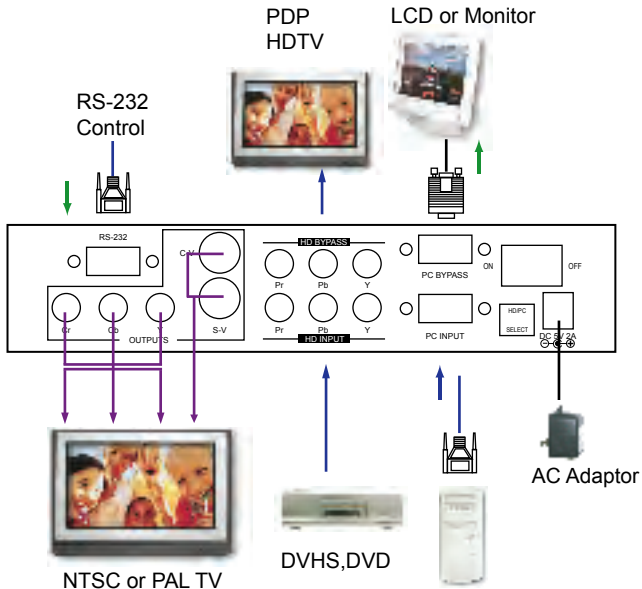 PDP
HDTV
LCD or Monitor
RS-232
Control
RS-232
C-V
HD BYPASS
Pr Pb Y
PC BYPASS
ON
OFF
Cr Cb Y
S-V
OUTPUTS
Pr Pb Y
HD INPUT
PC INPUT
HD/PC
SELECT
DC 5V 2A
AC Adaptor
DVHS,DVD
NTSC or PAL TV